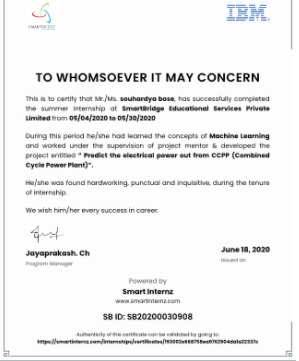 SMARTINTERNZ
IBM
TO WHOMSOEVER IT MAY CONCERN
This is to certify that Mr./Ms. souhardya bose, has successfully completed
the summer internship at SmartBridge Educational Services Private
Limited from 05/04/2020 to 05/30/2020
During this period he/she had learned the concepts of Machine Learning
and worked under the supervision of project mentor & developed the
project entitled “ Predict the electrical power out from CCPP (Combined
Cycle Power Plant)”.
He/she was found hardworking, punctual and inquisitive, during the tenure
of internship.
We wish him/her every success in career.
Jayaprakash. Ch
Program Manager
June 18, 2020
Issued on
Powered by
Smart Internz
www.smartinternz.com
SB ID: SB20200030908
Authenticity of this certificate can be validated by going to: